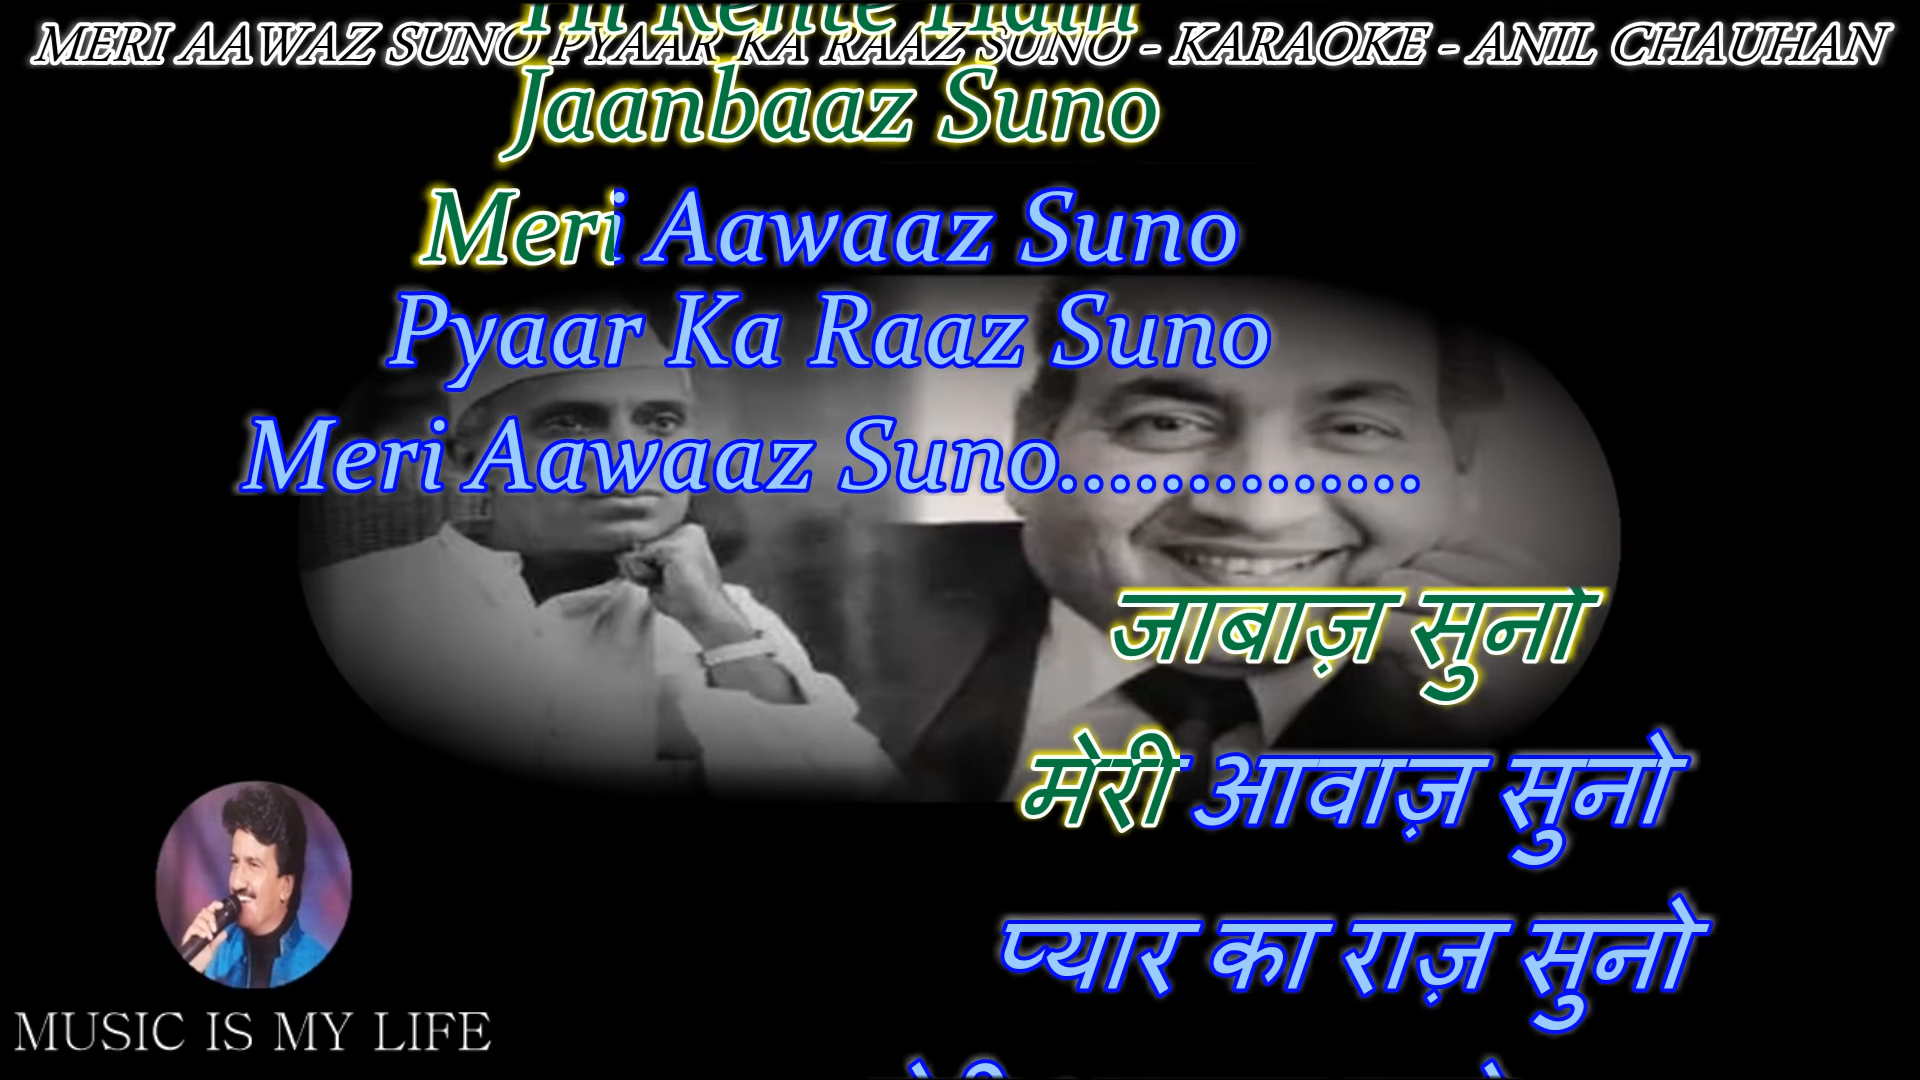 MERI AAWAZ SUNO PYAAR KA RAAZ SUNO - KARAOKE - ANIL CHAUHAN
Jaanbaaz Suno
Meri Aawaaz Suno
Pyaar Ka Raaz Suno
Meri Aawaaz Suno..............
जाबाज़ सुनो
मेरी आवाज़ सुनो
प्यार का राज़ सुनो
MUSIC IS MY LIFE